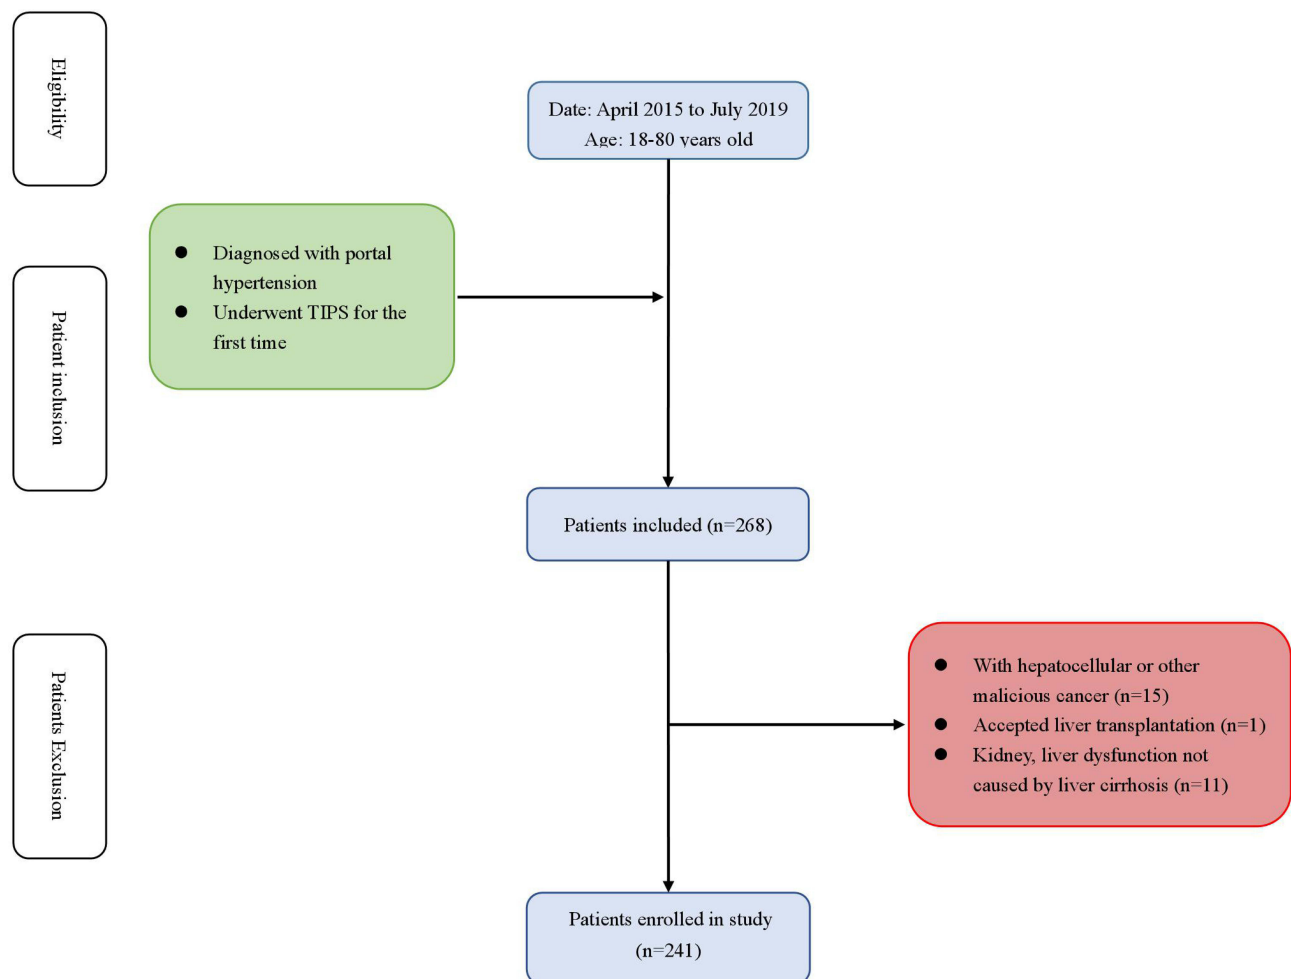 Eligibility
Date: April 2015 to July 2019
Age: 18-80 years old
● Diagnosed with portal
hypertension
● Underwent TIPS for the
first time
Patient inclusion
Patients included (n=268)
● With hepatocellular or other
malicious cancer (n=15)
● Accepted liver transplantation (n=1)
● Kidney, liver dysfunction not
caused by liver cirrhosis (n=11)
Patients Exclusion
Patients enrolled in study
(n=241)